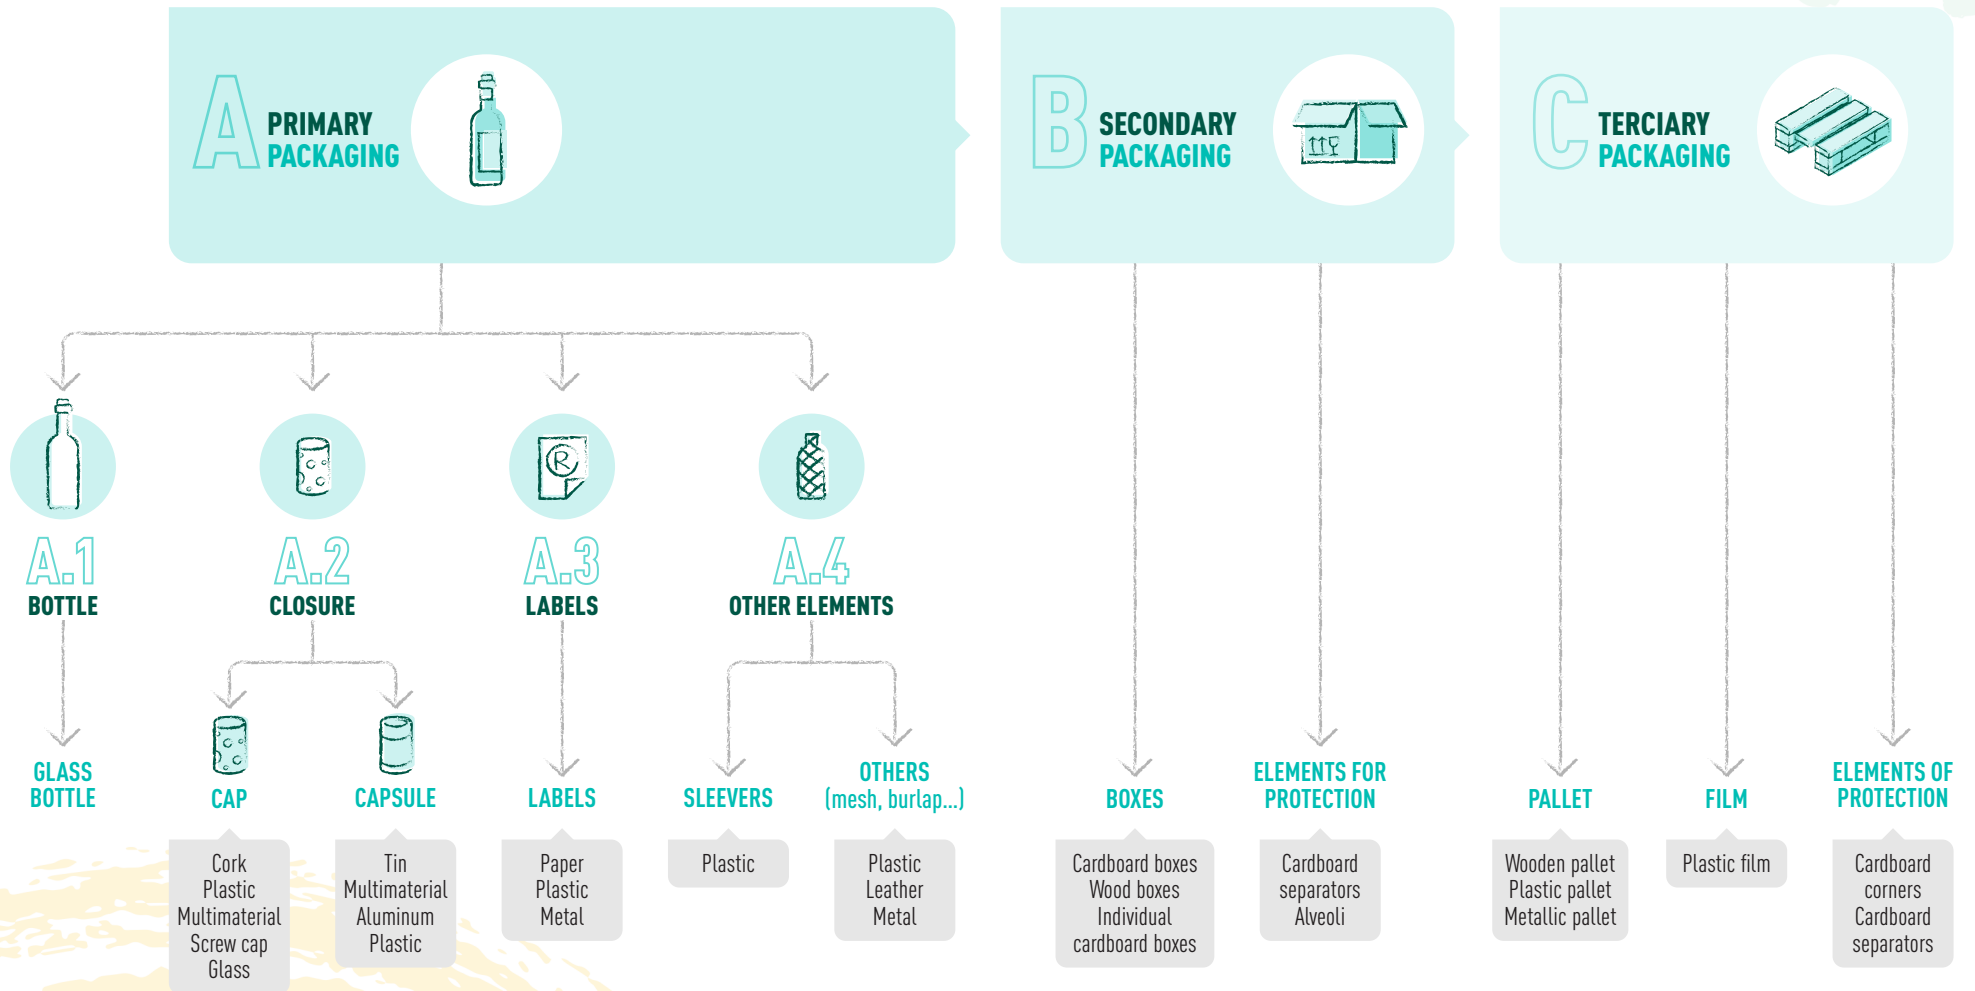 A
PRIMARY
PACKAGING
B
SECONDARY
PACKAGING
C
TERCIARY
PACKAGING
R
A.1
BOTTLE
A.2
CLOSURE
A.3
LABELS
A.4
OTHER ELEMENTS
GLASS
BOTTLE
CAP
Cork
Plastic
Multimaterial
Screw cap
Glass
CAPSULE
Tin
Multimaterial
Aluminum
Plastic
LABELS
Paper
Plastic
Metal
SLEEVERS
Plastic
OTHERS
(mesh, burlap...)
Plastic
Leather
Metal
BOXES
Cardboard boxes
Wood boxes
Individual
cardboard boxes
ELEMENTS FOR
PROTECTION
Cardboard
separators
Alveoli
PALLET
Wooden pallet
Plastic pallet
Metallic pallet
FILM
Plastic film
ELEMENTS OF
PROTECTION
Cardboard
corners
Cardboard
separators